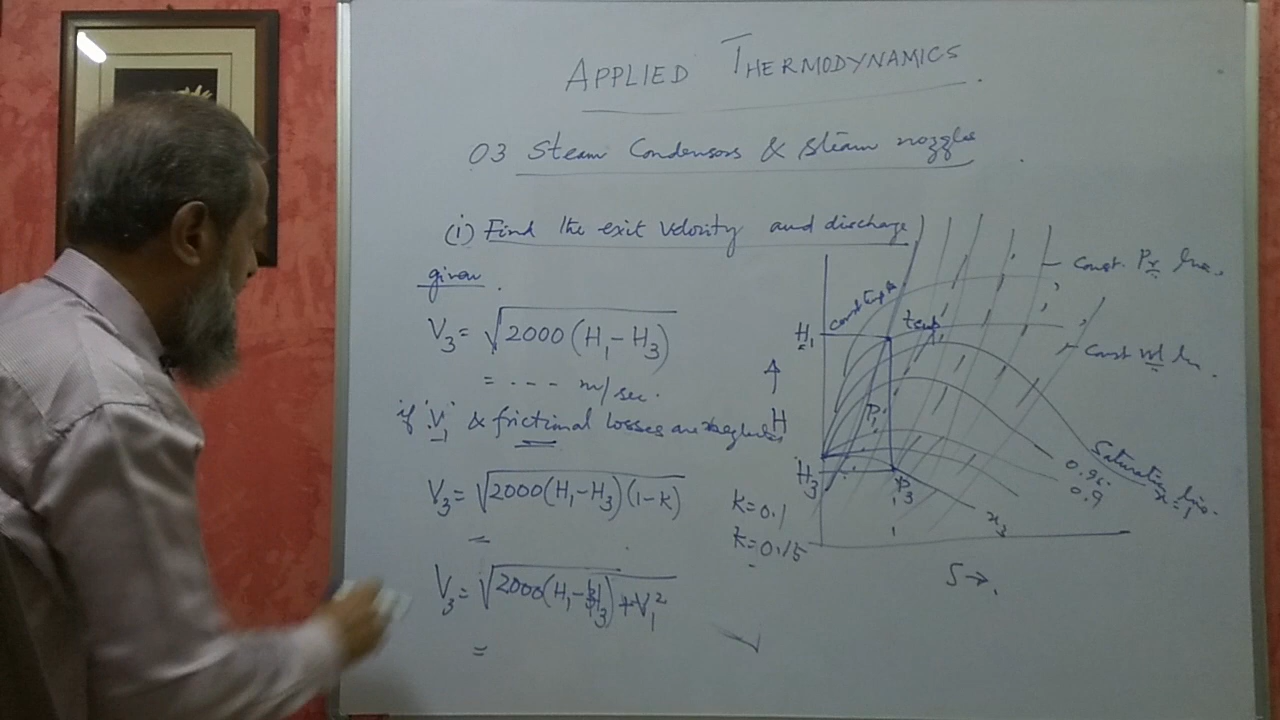 APPLIED THERMODYNAMICS.
03 Steam Condensors & Steam nozzles.
(i) Find the exit velocity and discharge
given.
V₃ = √2000(H₁-H₃)
= . - - - m/sec.
if 'V₁' & frictional losses are neglected
V₃ = √2000(H₁-H₃)(1-K)
=
K=0.1
K=0.15
V₃ = √2000(H₁-H₃)+V₁²
=
Const. Pr. line.
Const Vol line.
const
temp.
H₁
H
P₁
H₃
P₃
x₃
Saturation line.
x=1
0.95
0.9
S→.